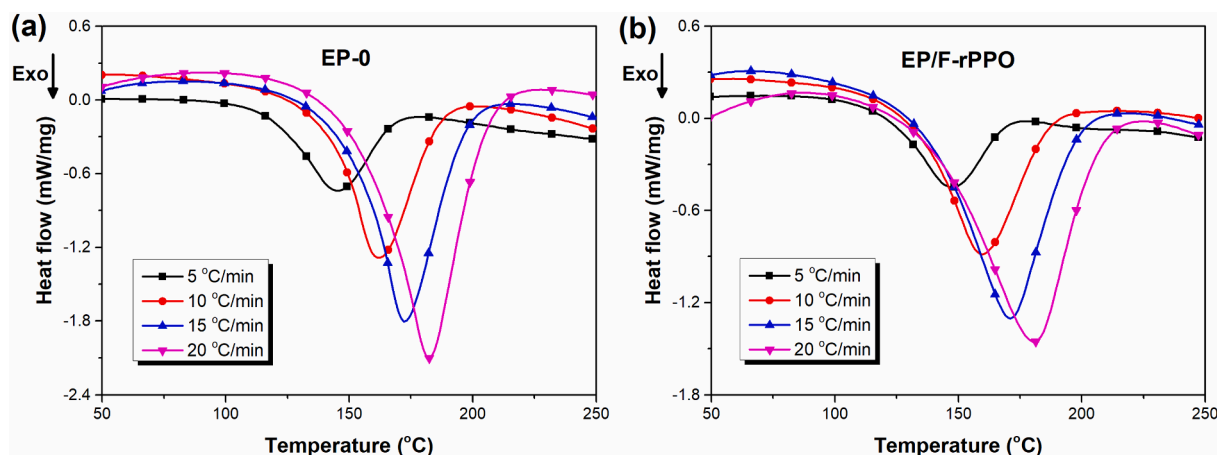 (a)
EP-0
Exo
Heat flow (mW/mg)
0.6
0.0
-0.6
-1.2
-1.8
-2.4
5 °C/min
10 °C/min
15 °C/min
20 °C/min
50
100
150
200
250
Temperature (°C)
(b)
EP/F-rPPO
Exo
Heat flow (mW/mg)
0.6
0.0
-0.6
-1.2
-1.8
5 °C/min
10 °C/min
15 °C/min
20 °C/min
50
100
150
200
250
Temperature (°C)